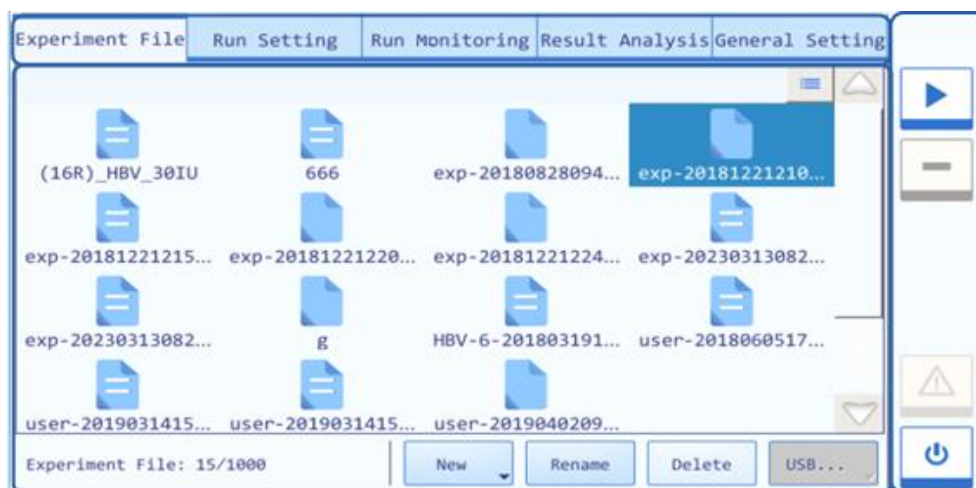 Experiment File Run Setting Run Monitoring Result Analysis General Setting
(16R)_HBV_30IU 666 exp-20180828094... exp-20181221210...
exp-20181221215... exp-20181221220... exp-20181221224... exp-20230313082...
exp-20230313082... g HBV-6-201803191... user-2018060517...
user-2019031415... user-2019031415... user-2019040209...
Experiment File: 15/1000 New Rename Delete USB...